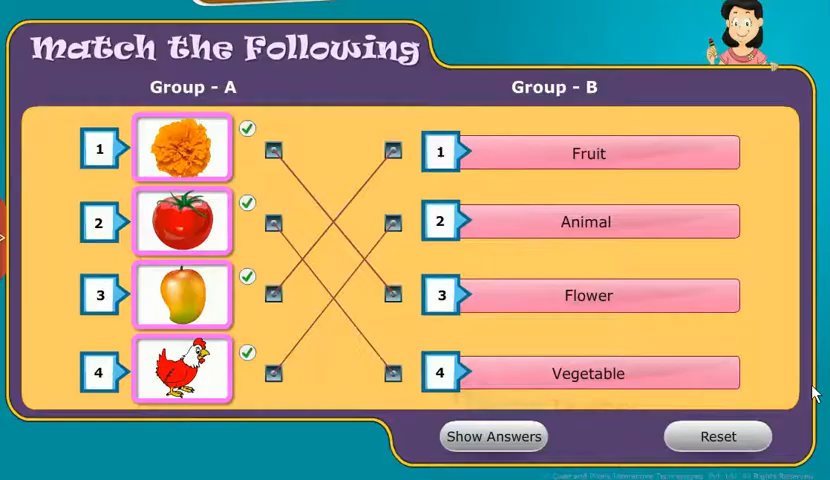 Match the Following
Group - A
Group - B
1
1
Fruit
2
2
Animal
3
3
Flower
4
4
Vegetable
Show Answers
Reset